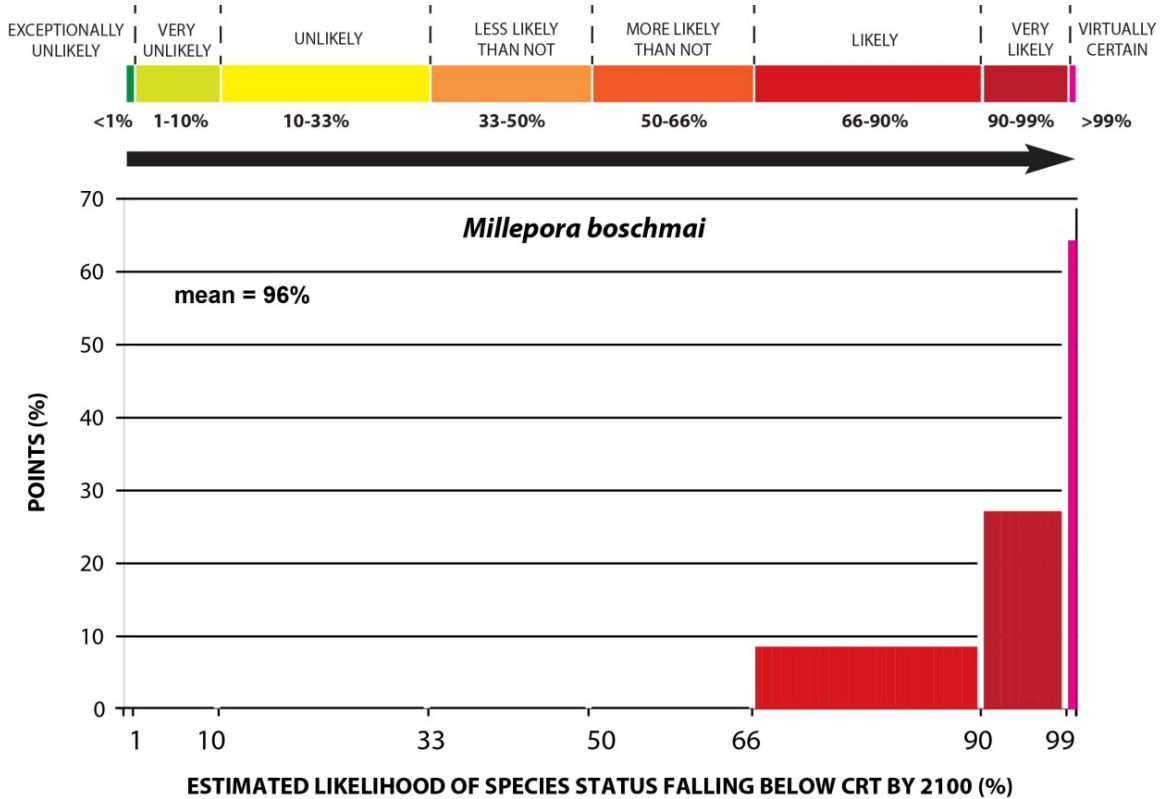 EXCEPTIONALLY UNLIKELY
VERY UNLIKELY
UNLIKELY
LESS LIKELY THAN NOT
MORE LIKELY THAN NOT
LIKELY
VERY LIKELY
VIRTUALLY CERTAIN
<1% 1-10% 10-33% 33-50% 50-66% 66-90% 90-99% >99%
70
Millepora boschmai
60
mean = 96%
50
40
30
20
10
0
POINTS (%)
1 10 33 50 66 90 99
ESTIMATED LIKELIHOOD OF SPECIES STATUS FALLING BELOW CRT BY 2100 (%)